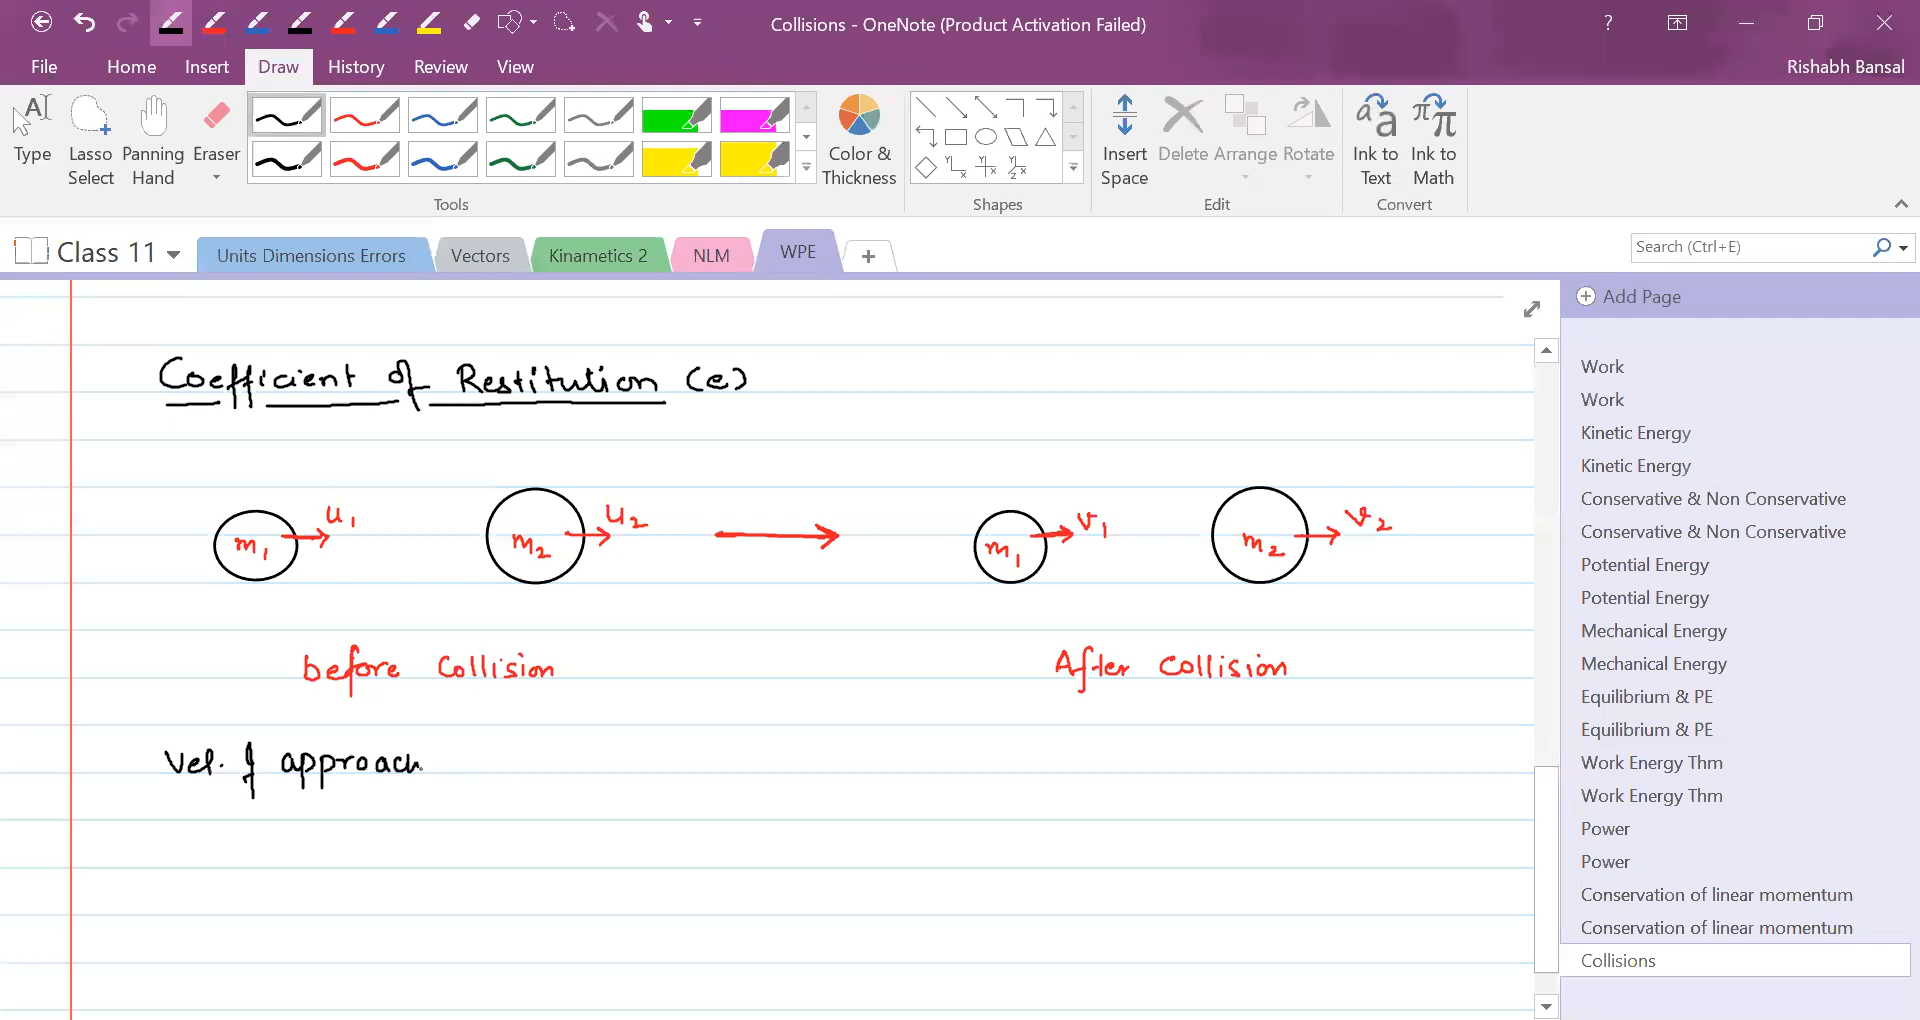 Collisions - OneNote (Product Activation Failed)
?
File Home Insert Draw History Review View
Rishabh Bansal
Type
Lasso Select
Panning Hand
Eraser
Color & Thickness
Insert Space
Delete
Arrange
Rotate
Ink to Text
Ink to Math
Tools
Shapes
Edit
Convert
Class 11
Units Dimensions Errors
Vectors
Kinametics 2
NLM
WPE
Search (Ctrl+E)
Add Page
Work
Work
Kinetic Energy
Kinetic Energy
Conservative & Non Conservative
Conservative & Non Conservative
Potential Energy
Potential Energy
Mechanical Energy
Mechanical Energy
Equilibrium & PE
Equilibrium & PE
Work Energy Thm
Work Energy Thm
Power
Power
Conservation of linear momentum
Conservation of linear momentum
Collisions
Coefficient of Restitution (e)
m₁ u₁ m₂ u₂ m₁ v₁ m₂ v₂
before Collision After Collision
Vel. of approach